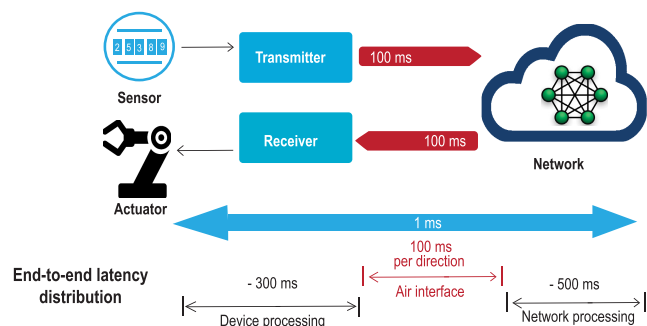 2 5 3 8 9
Sensor
Transmitter
100 ms
Receiver
100 ms
Network
Actuator
1 ms
End-to-end latency
distribution
- 300 ms
Device processing
100 ms
per direction
Air interface
- 500 ms
Network processing